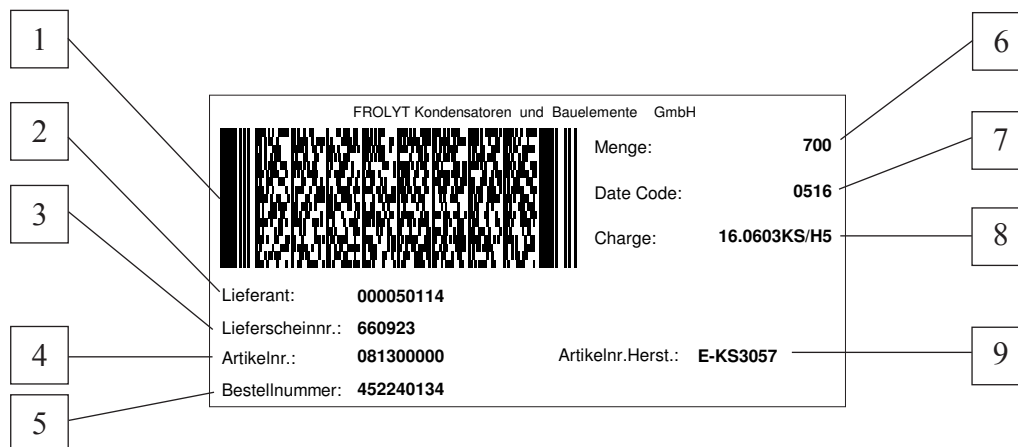 1
2
3
4
5
6
7
8
9
FROLYT Kondensatoren und Bauelemente GmbH
Menge: 700
Date Code: 0516
Charge: 16.0603KS/H5
Lieferant: 000050114
Lieferscheinnr.: 660923
Artikelnr.: 081300000 Artikelnr.Herst.: E-KS3057
Bestellnummer: 452240134